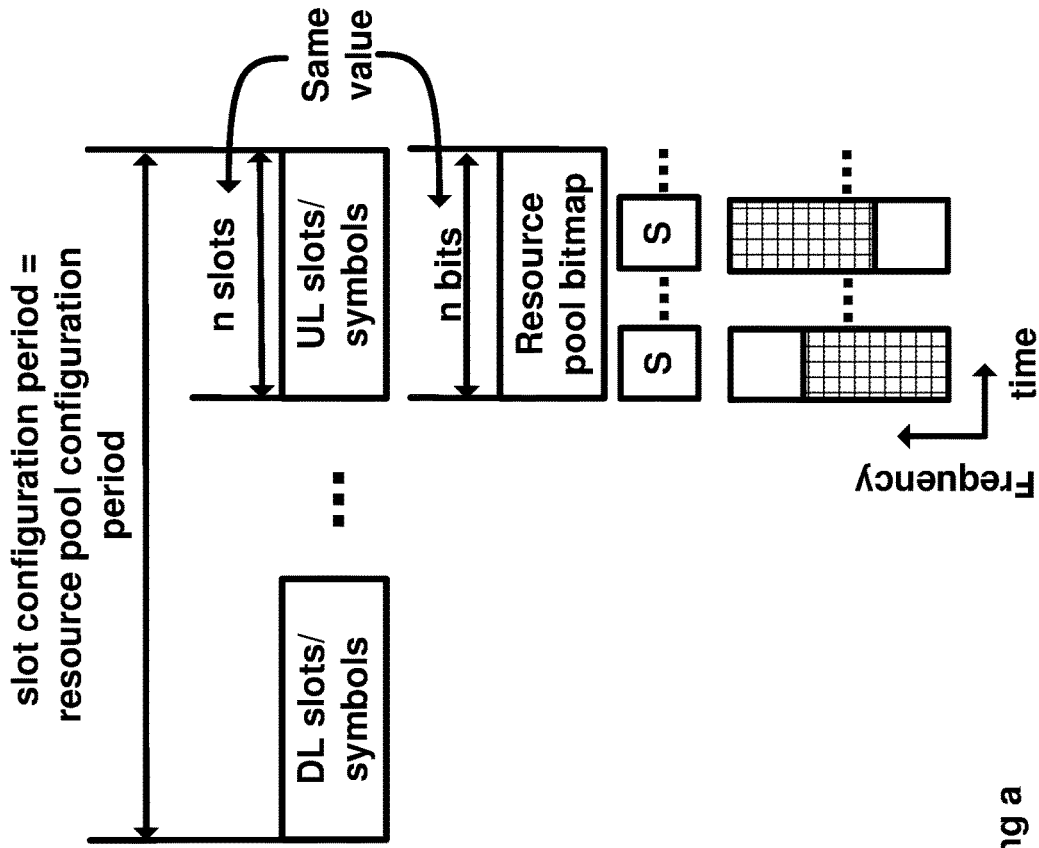 slot configuration period =
resource pool configuration
period
n slots
Same
value
DL slots/
symbols
UL slots/
symbols
n bits
Resource
pool bitmap
S
S
Frequency
time
ng a